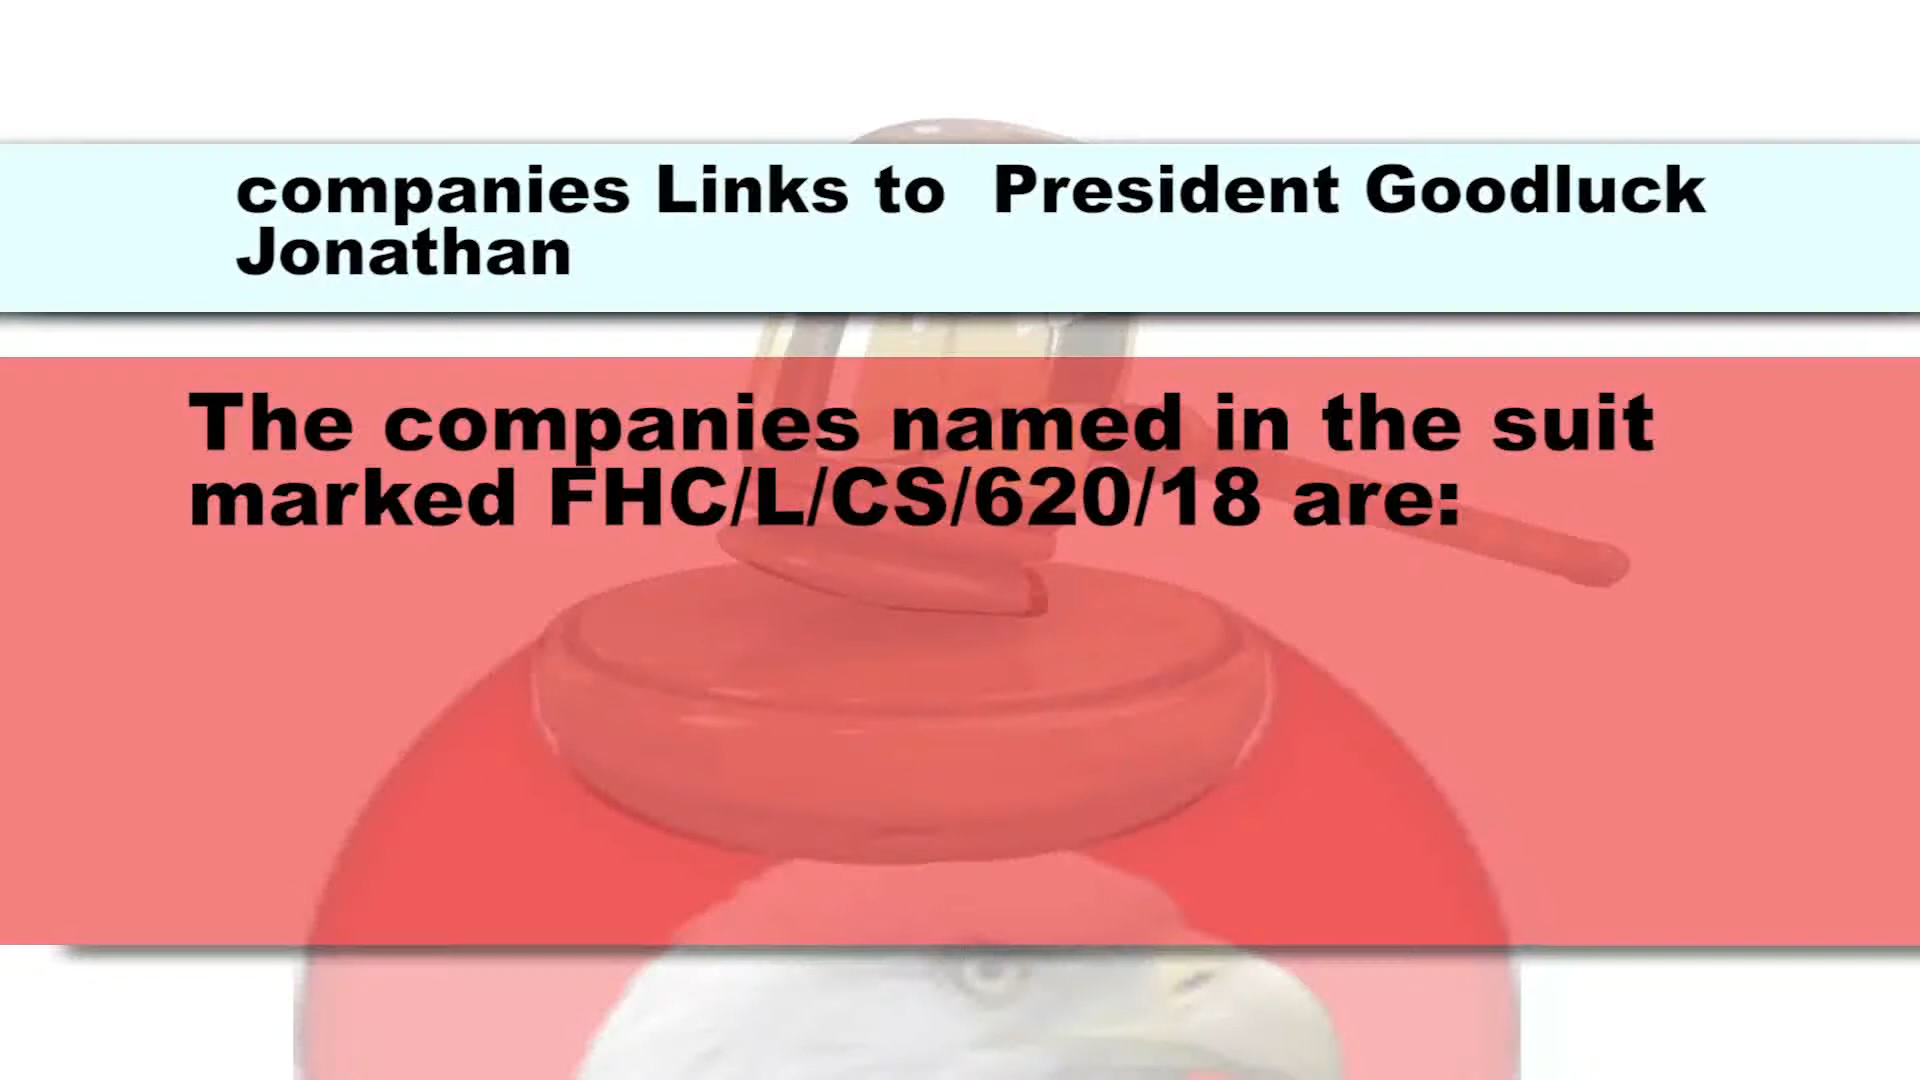 companies Links to President Goodluck
Jonathan
The companies named in the suit
marked FHC/L/CS/620/18 are: